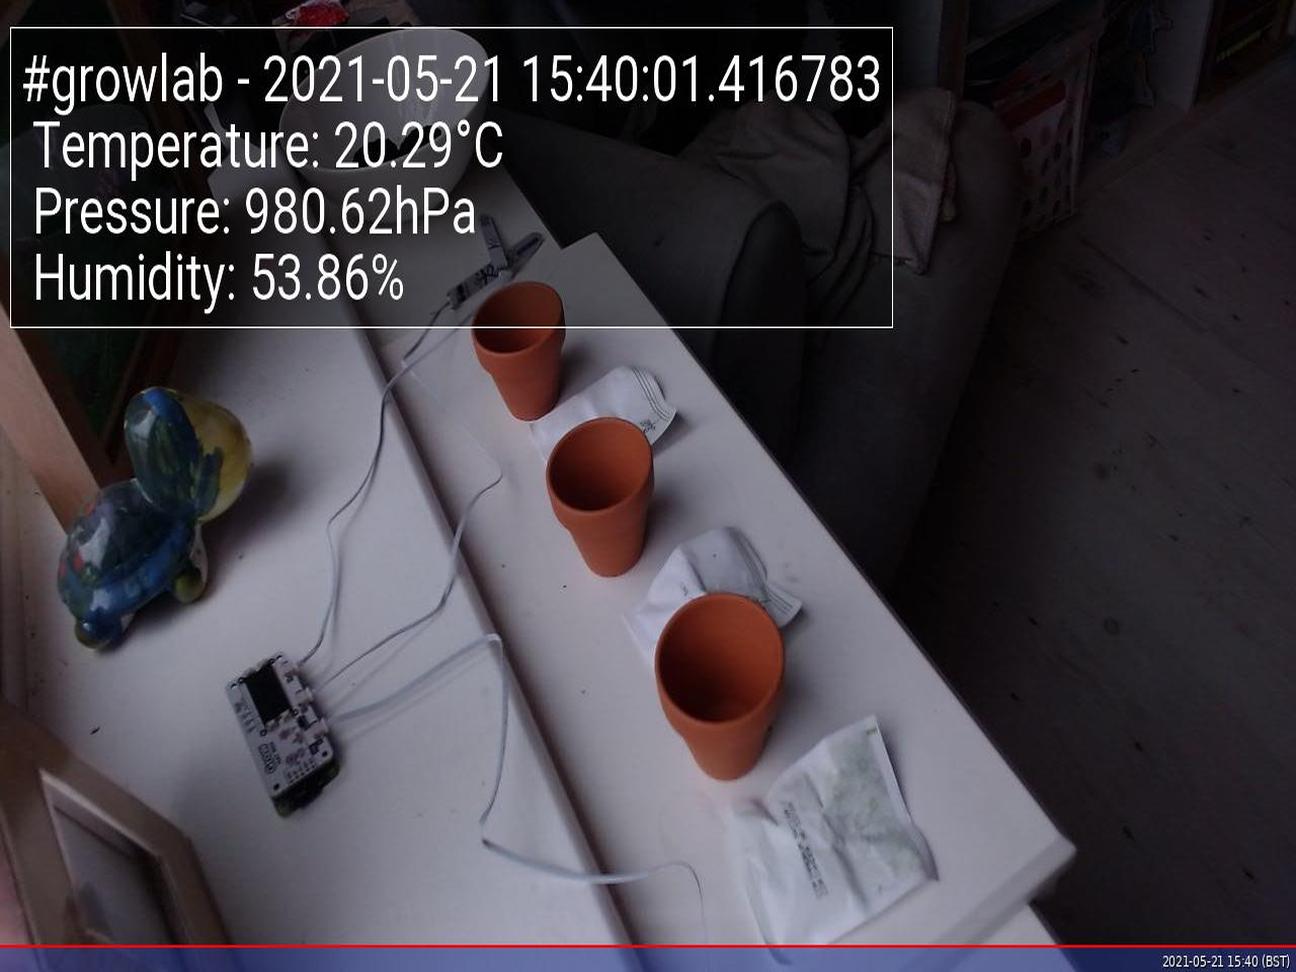 #growlab - 2021-05-21 15:40:01.416783
Temperature: 20.29°C
Pressure: 980.62hPa
Humidity: 53.86%
2021-05-21 15:40 (BST)